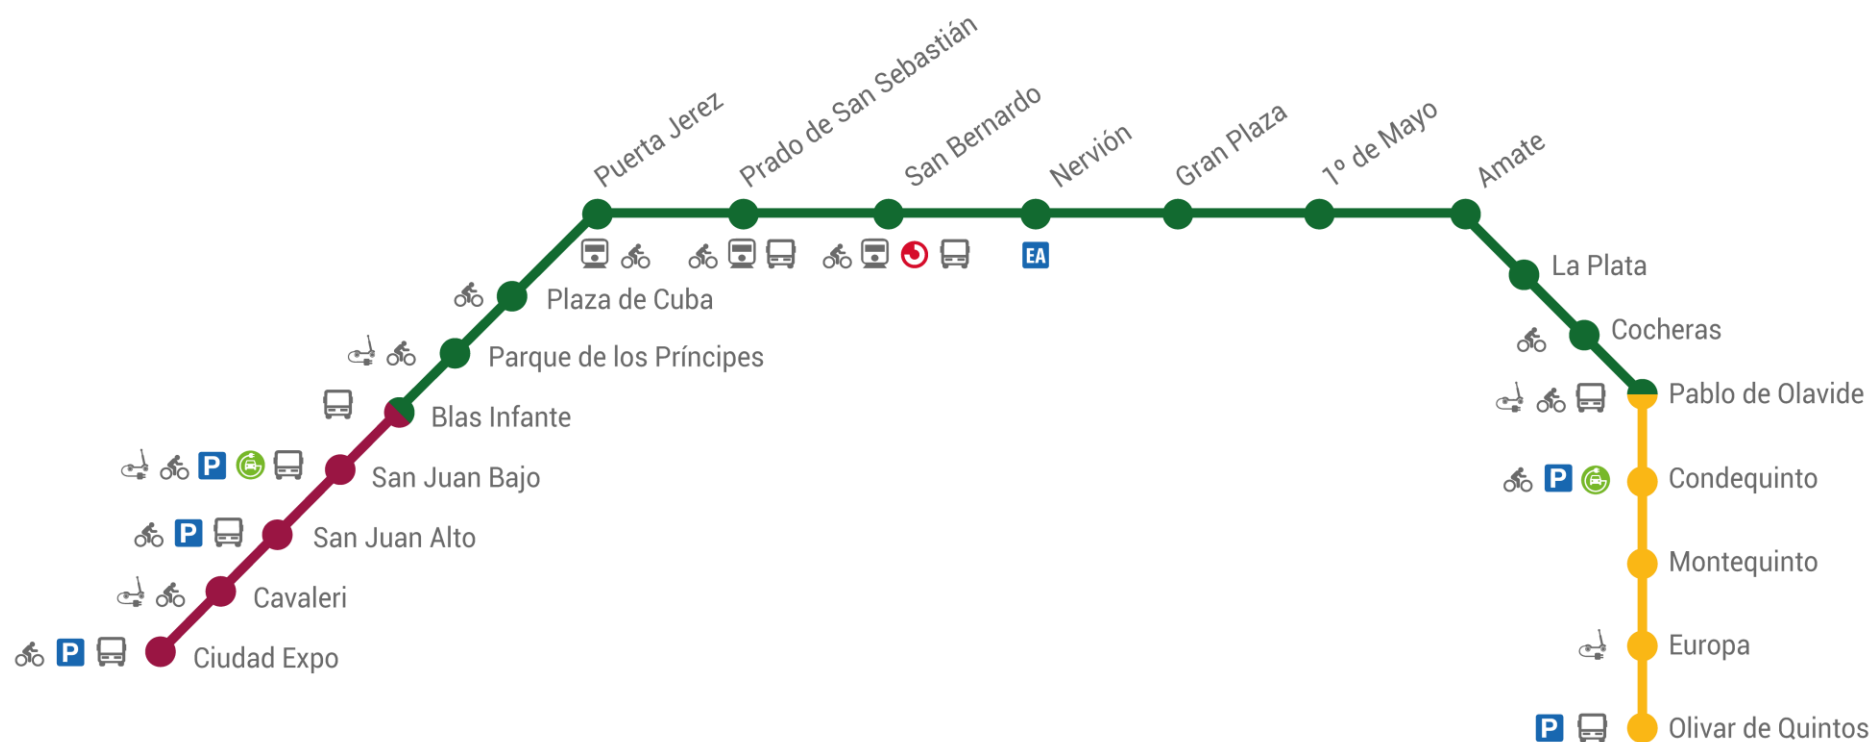 Puerta Jerez
Prado de San Sebastián
San Bernardo
Nervión
Gran Plaza
1º de Mayo
Amate
EA
La Plata
Plaza de Cuba
Cocheras
Parque de los Príncipes
Pablo de Olavide
Blas Infante
P
San Juan Bajo
P
Condequinto
P
San Juan Alto
Montequinto
Cavaleri
Europa
P
Ciudad Expo
P
Olivar de Quintos